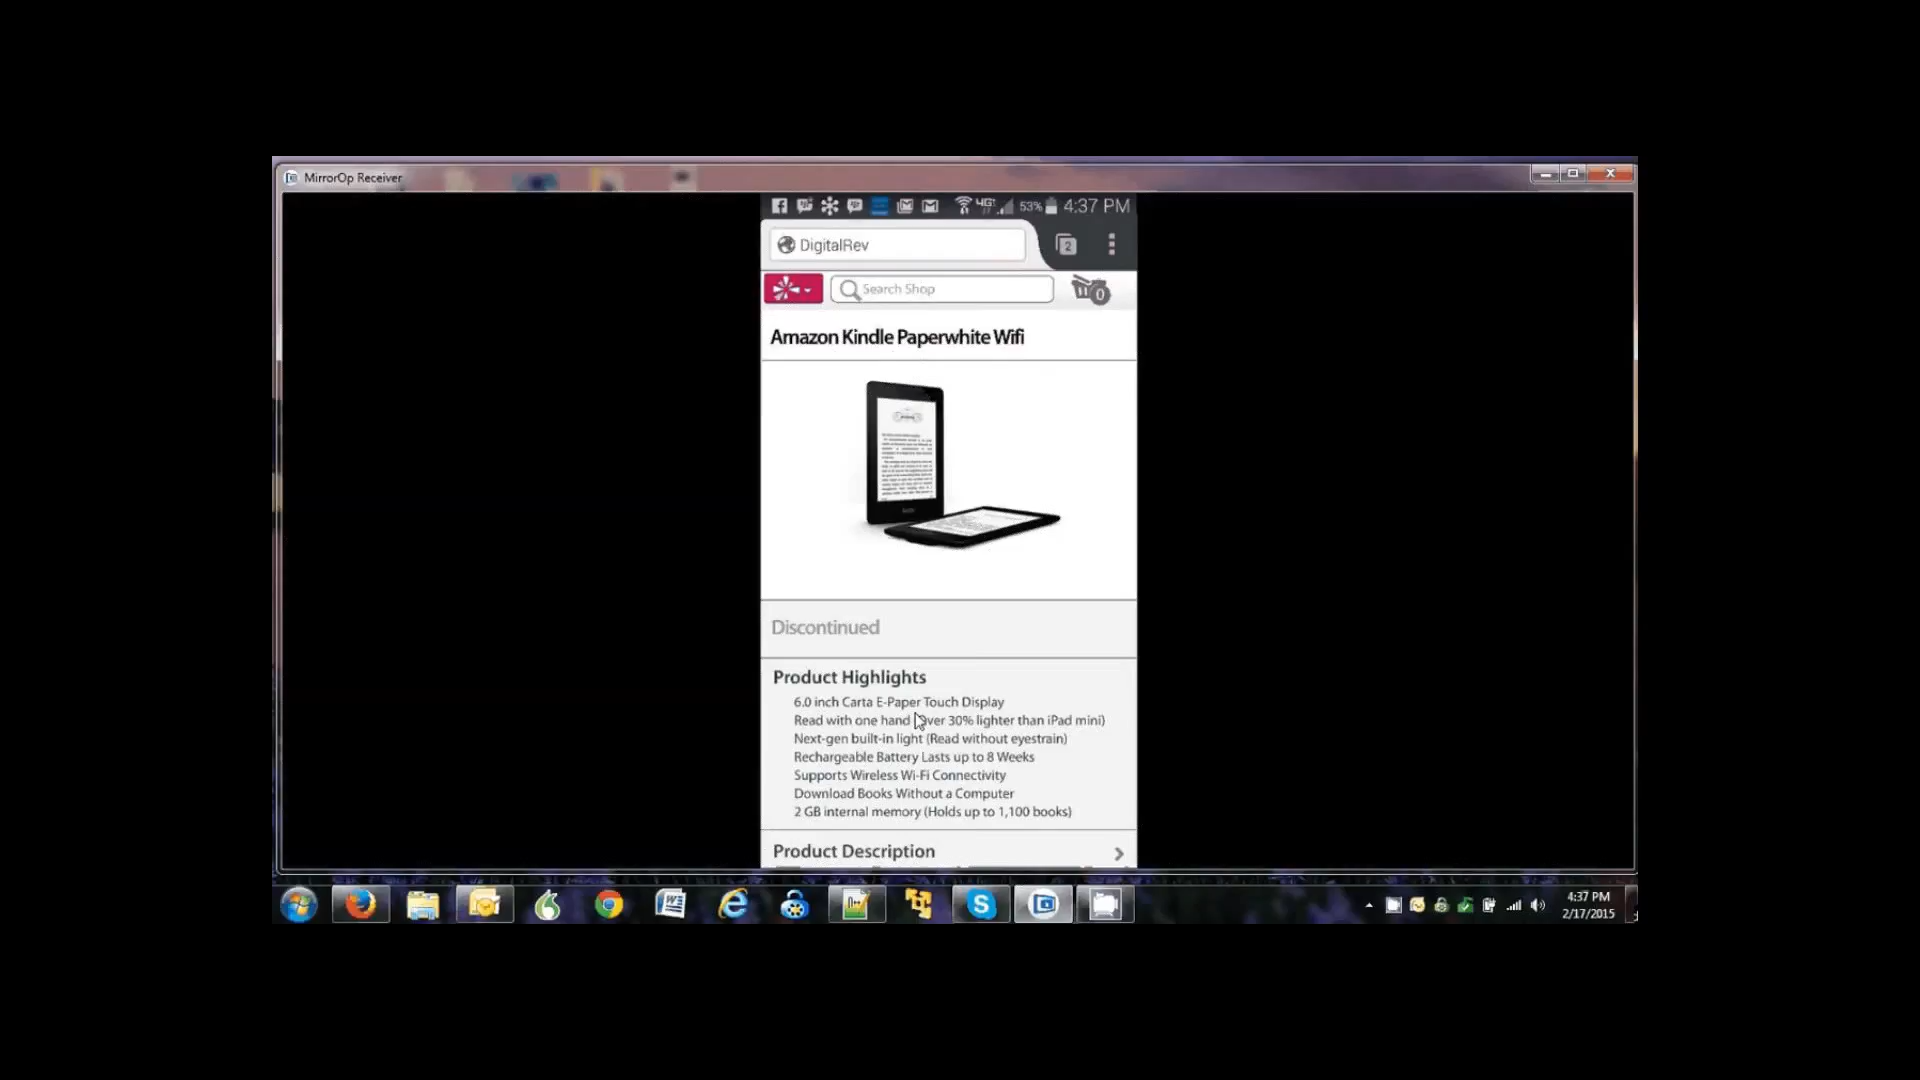 MirrorOp Receiver
53% 4:37 PM
DigitalRev
2
Search Shop
0
Amazon Kindle Paperwhite Wifi
Discontinued
Product Highlights
6.0 inch Carta E-Paper Touch Display
Read with one hand over 30% lighter than iPad mini)
Next-gen built-in light (Read without eyestrain)
Rechargeable Battery Lasts up to 8 Weeks
Supports Wireless Wi-Fi Connectivity
Download Books Without a Computer
2 GB internal memory (Holds up to 1,100 books)
Product Description
4:37 PM
2/17/2015